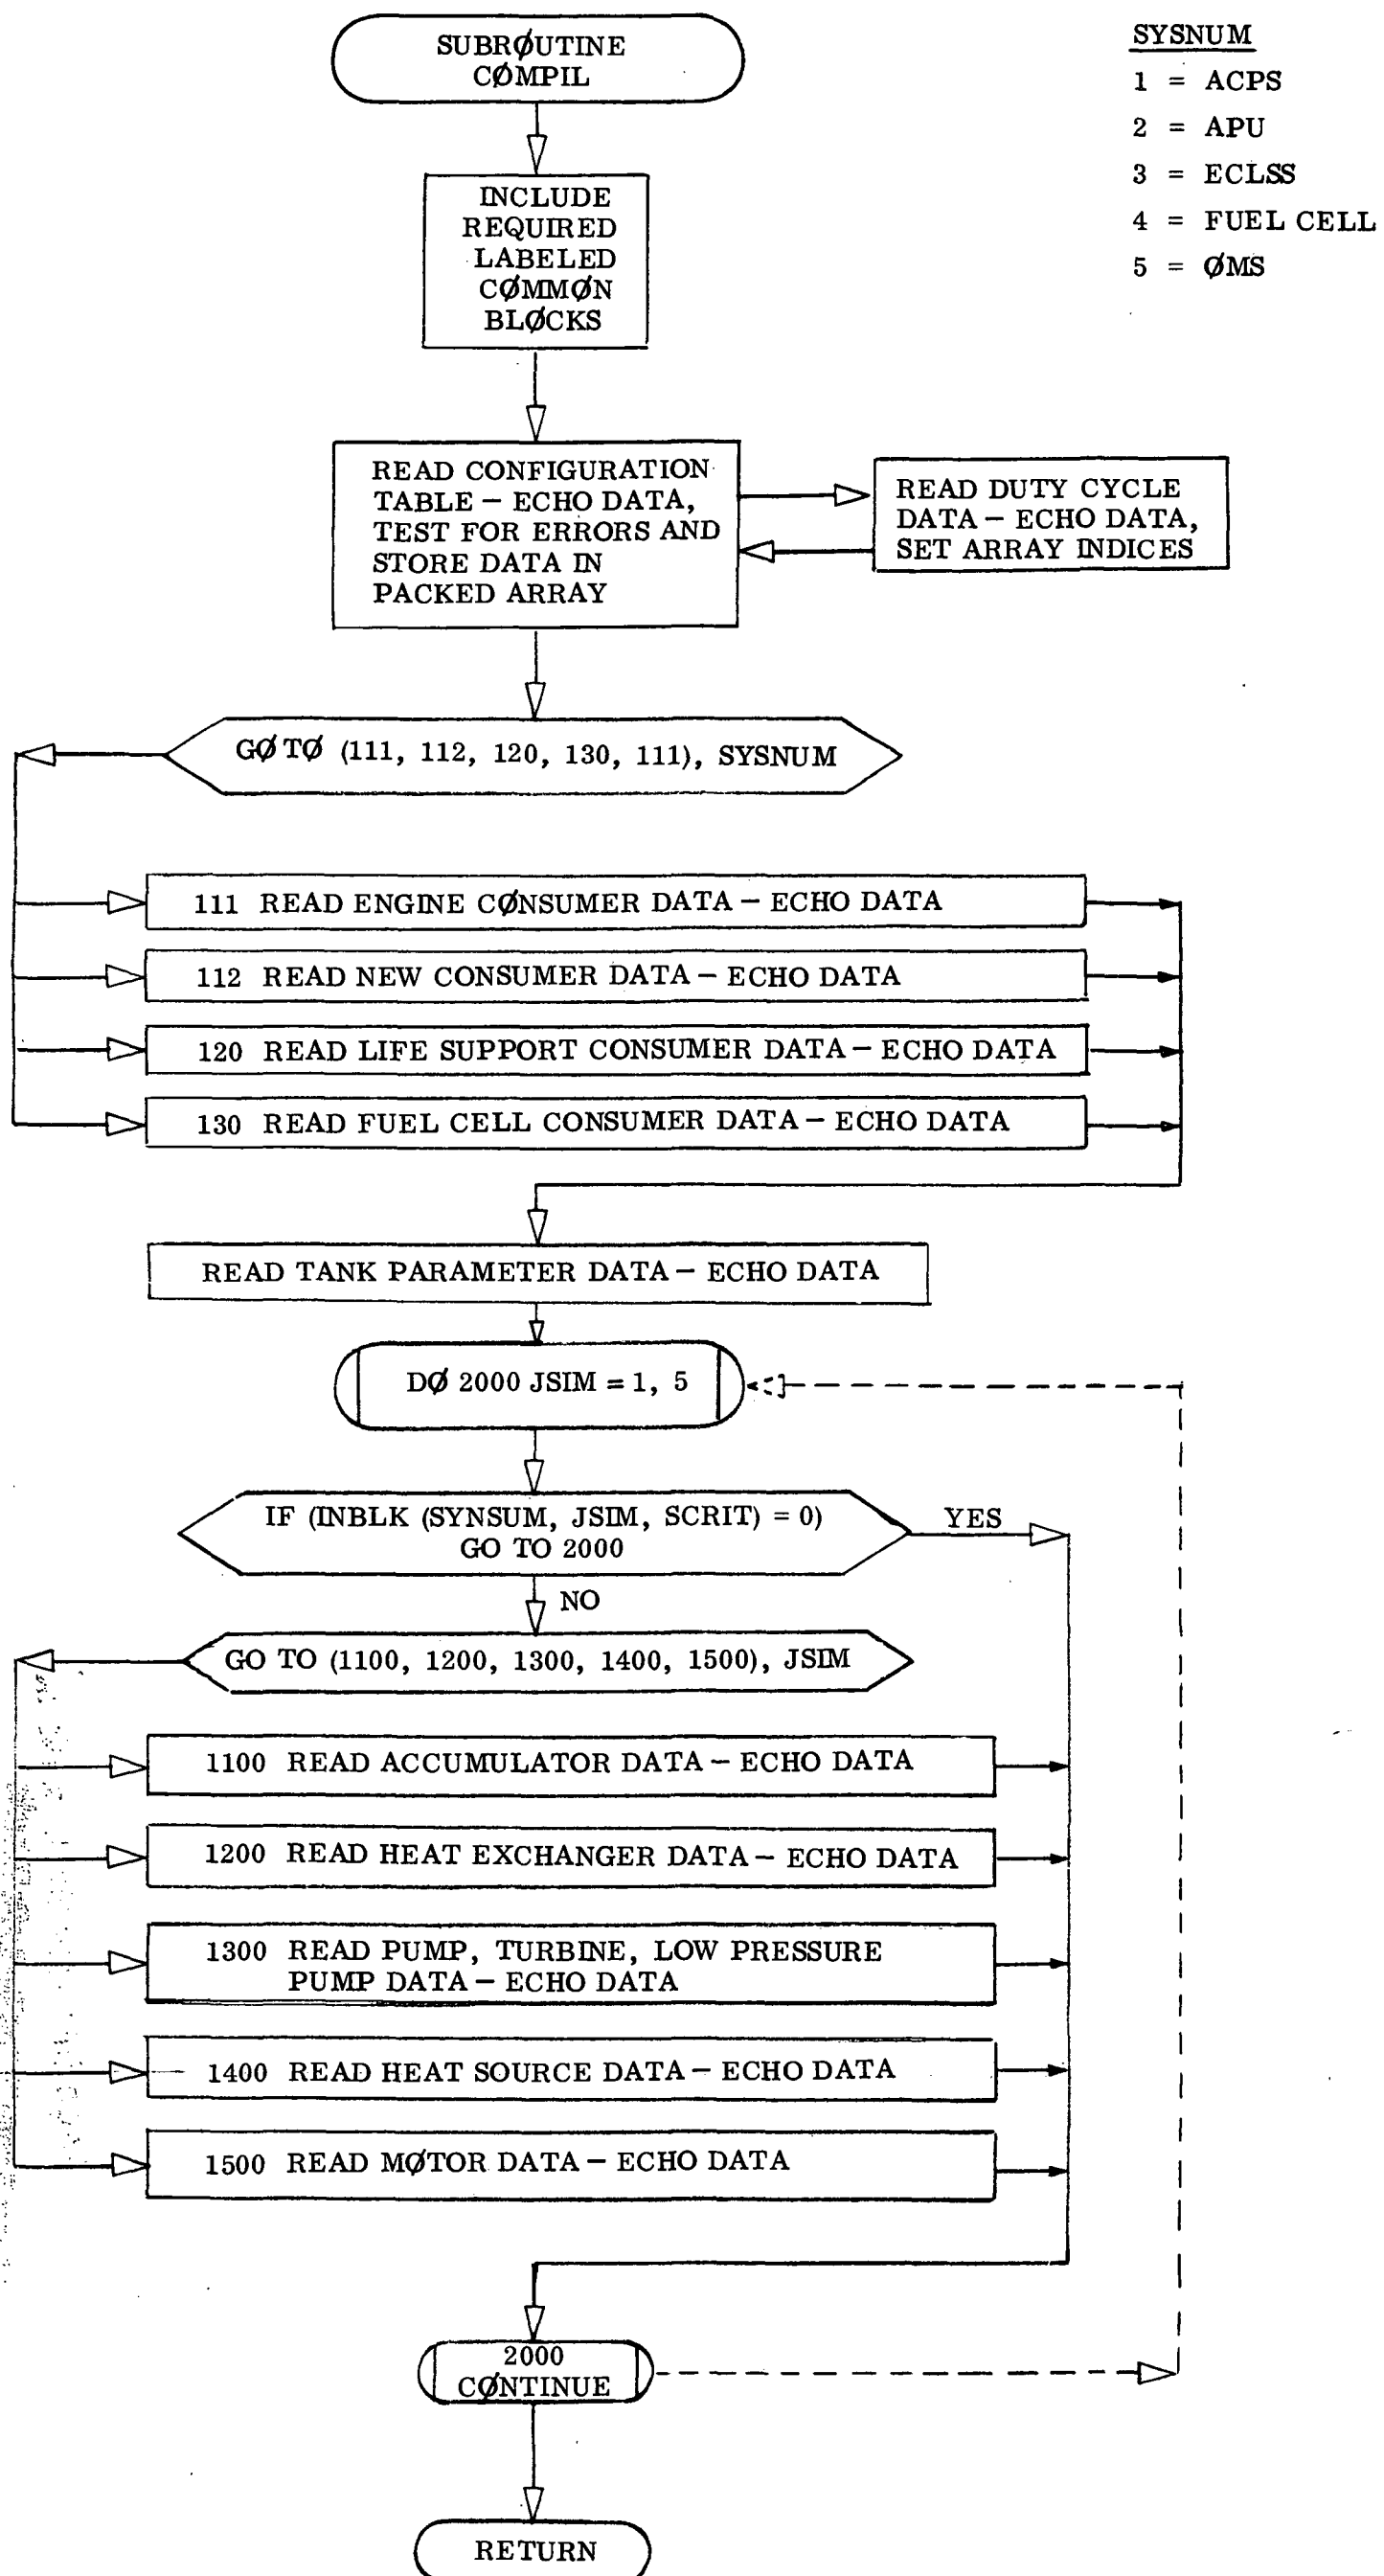 SUBRØUTINE
CØMPIL
SYSNUM
1 = ACPS
2 = APU
3 = ECLSS
4 = FUEL CELL
5 = ØMS
INCLUDE
REQUIRED
LABELED
CØMMØN
BLØCKS
READ CONFIGURATION
TABLE – ECHO DATA,
TEST FOR ERRORS AND
STORE DATA IN
PACKED ARRAY
READ DUTY CYCLE
DATA – ECHO DATA,
SET ARRAY INDICES
GØ TØ (111, 112, 120, 130, 111), SYSNUM
111 READ ENGINE CØNSUMER DATA – ECHO DATA
112 READ NEW CONSUMER DATA – ECHO DATA
120 READ LIFE SUPPORT CONSUMER DATA – ECHO DATA
130 READ FUEL CELL CONSUMER DATA – ECHO DATA
READ TANK PARAMETER DATA – ECHO DATA
DØ 2000 JSIM = 1, 5
IF (INBLK (SYNSUM, JSIM, SCRIT) = 0)
GO TO 2000
YES
NO
GO TO (1100, 1200, 1300, 1400, 1500), JSIM
1100 READ ACCUMULATOR DATA – ECHO DATA
1200 READ HEAT EXCHANGER DATA – ECHO DATA
1300 READ PUMP, TURBINE, LOW PRESSURE
PUMP DATA – ECHO DATA
1400 READ HEAT SOURCE DATA – ECHO DATA
1500 READ MØTOR DATA – ECHO DATA
2000
CØNTINUE
RETURN